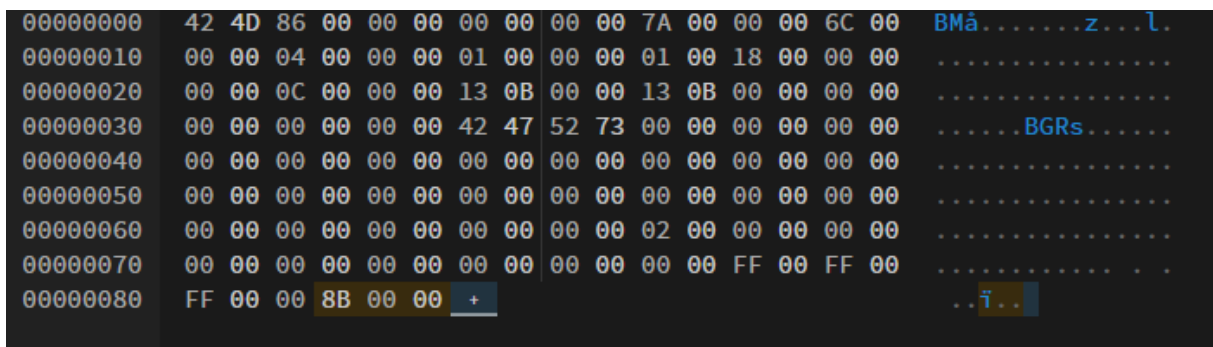 00000000 42 4D 86 00 00 00 00 00 00 00 7A 00 00 00 6C 00 BMå.......z...l.
00000010 00 00 04 00 00 00 01 00 00 00 01 00 18 00 00 00 ................
00000020 00 00 0C 00 00 00 13 0B 00 00 13 0B 00 00 00 00 ................
00000030 00 00 00 00 00 00 42 47 52 73 00 00 00 00 00 00 ......BGRs......
00000040 00 00 00 00 00 00 00 00 00 00 00 00 00 00 00 00 ................
00000050 00 00 00 00 00 00 00 00 00 00 00 00 00 00 00 00 ................
00000060 00 00 00 00 00 00 00 00 00 00 02 00 00 00 00 00 ................
00000070 00 00 00 00 00 00 00 00 00 00 00 00 FF 00 FF 00 ............ . .
00000080 FF 00 00 8B 00 00 + ..ï..